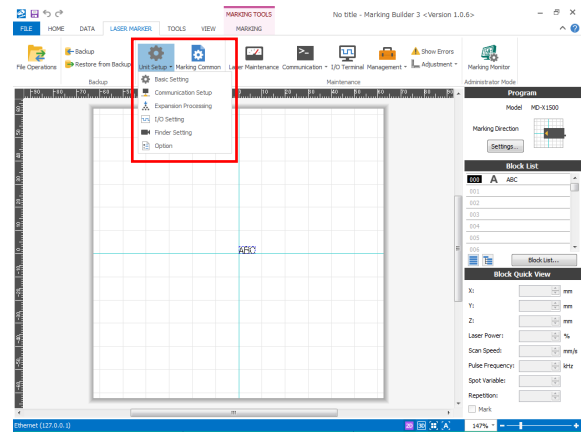 MARKING TOOLS
No title - Marking Builder 3 <Version 1.0.6>
FILE HOME DATA LASER MARKER TOOLS VIEW MARKING
File Operations
Backup
Restore from Backup
Backup
Unit Setup
Marking Common
Laser Maintenance
Communication
I/O Terminal
Management
Show Errors
Adjustment
Maintenance
Marking Monitor
Administrator Mode
Basic Setting
Communication Setup
Expansion Processing
I/O Setting
Finder Setting
Option
ABC
Program
Model MD-X1500
Marking Direction
Settings...
Block List
000 A ABC
001
002
003
004
005
006
Block List...
Block Quick View
X: mm
Y: mm
Z: mm
Laser Power: %
Scan Speed: mm/s
Pulse Frequency: kHz
Spot Variable:
Repetition:
Mark
Ethernet (127.0.0.1)
2D 3D A 147% - +